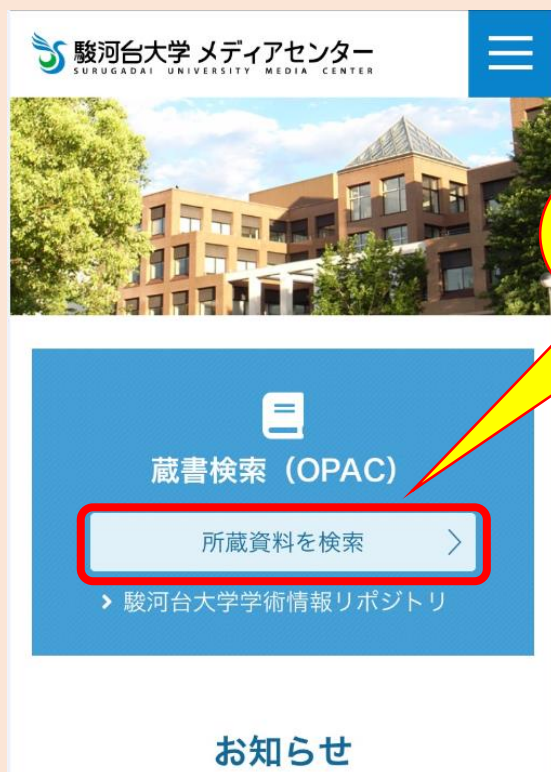 駿河台大学 メディアセンター
SURUGADAI UNIVERSITY MEDIA CENTER
蔵書検索（OPAC）
所蔵資料を検索
駿河台大学学術情報リポジトリ
お知らせ